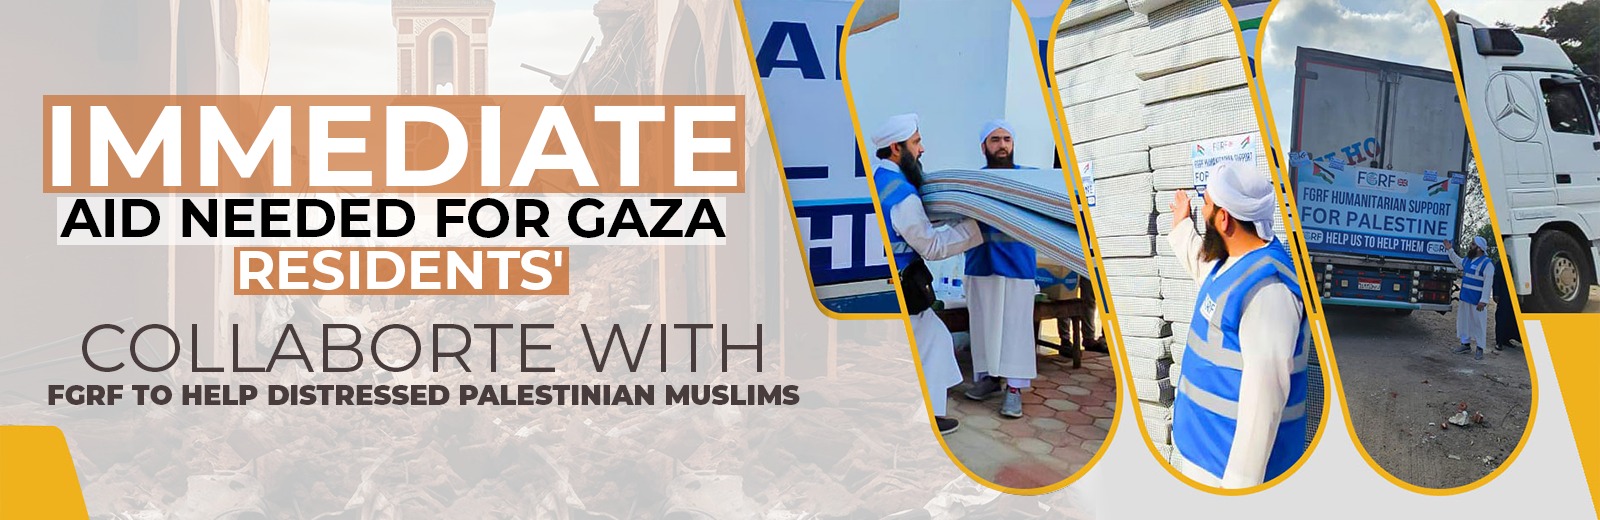 IMMEDIATE
AID NEEDED FOR GAZA
RESIDENTS'
COLLABORTE WITH
FGRF TO HELP DISTRESSED PALESTINIAN MUSLIMS
FGRF
FGRF HUMANITARIAN SUPPORT
FOR PALESTINE
HELP US TO HELP THEM